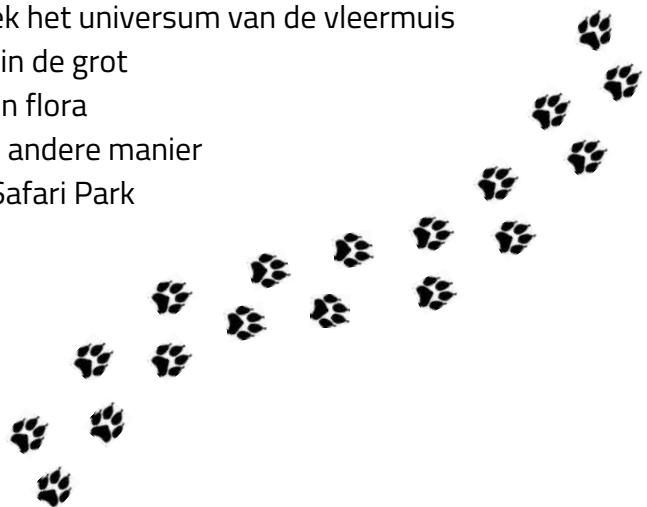 ek het universum van de vleermuis
in de grot
n flora
andere manier
Safari Park